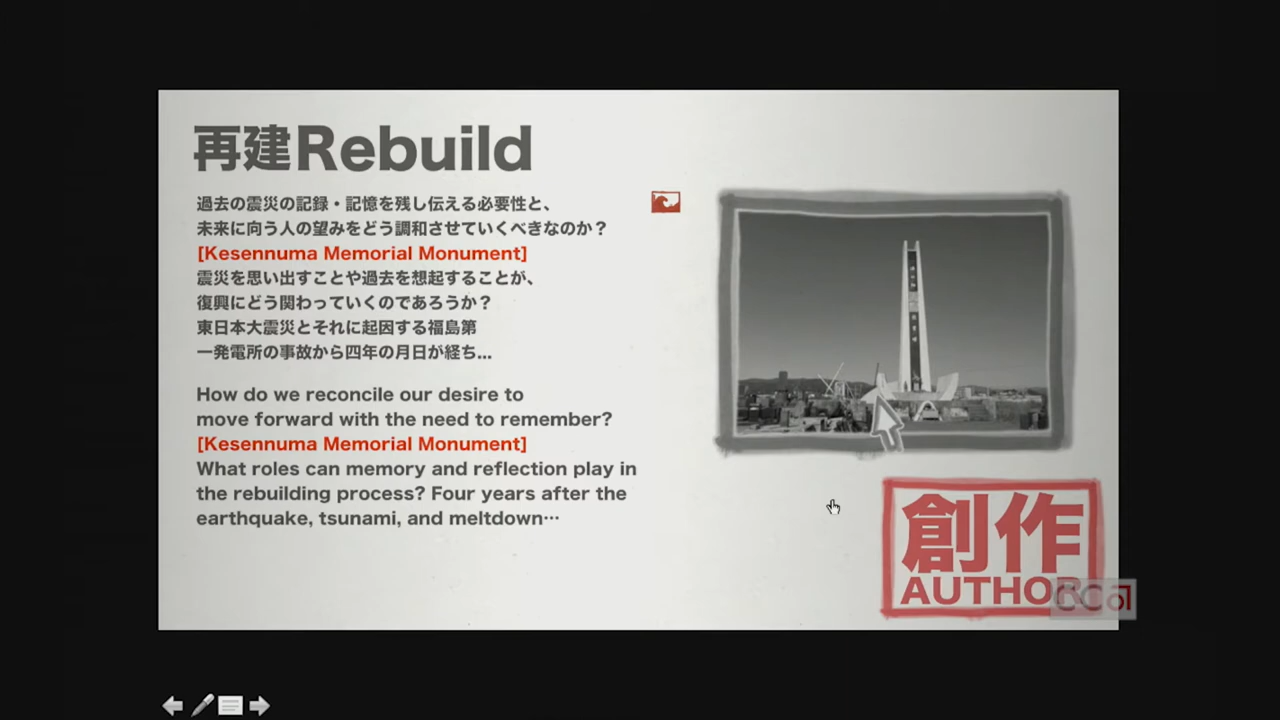 再建Rebuild
過去の震災の記録・記憶を残し伝える必要性と、
未来に向う人の望みをどう調和させていくべきなのか？
[Kesennuma Memorial Monument]
震災を思い出すことや過去を想起することが、
復興にどう関わっていくのであろうか？
東日本大震災とそれに起因する福島第
一発電所の事故から四年の月日が経ち...
How do we reconcile our desire to
move forward with the need to remember?
[Kesennuma Memorial Monument]
What roles can memory and reflection play in
the rebuilding process? Four years after the
earthquake, tsunami, and meltdown…
創作
AUTHOR